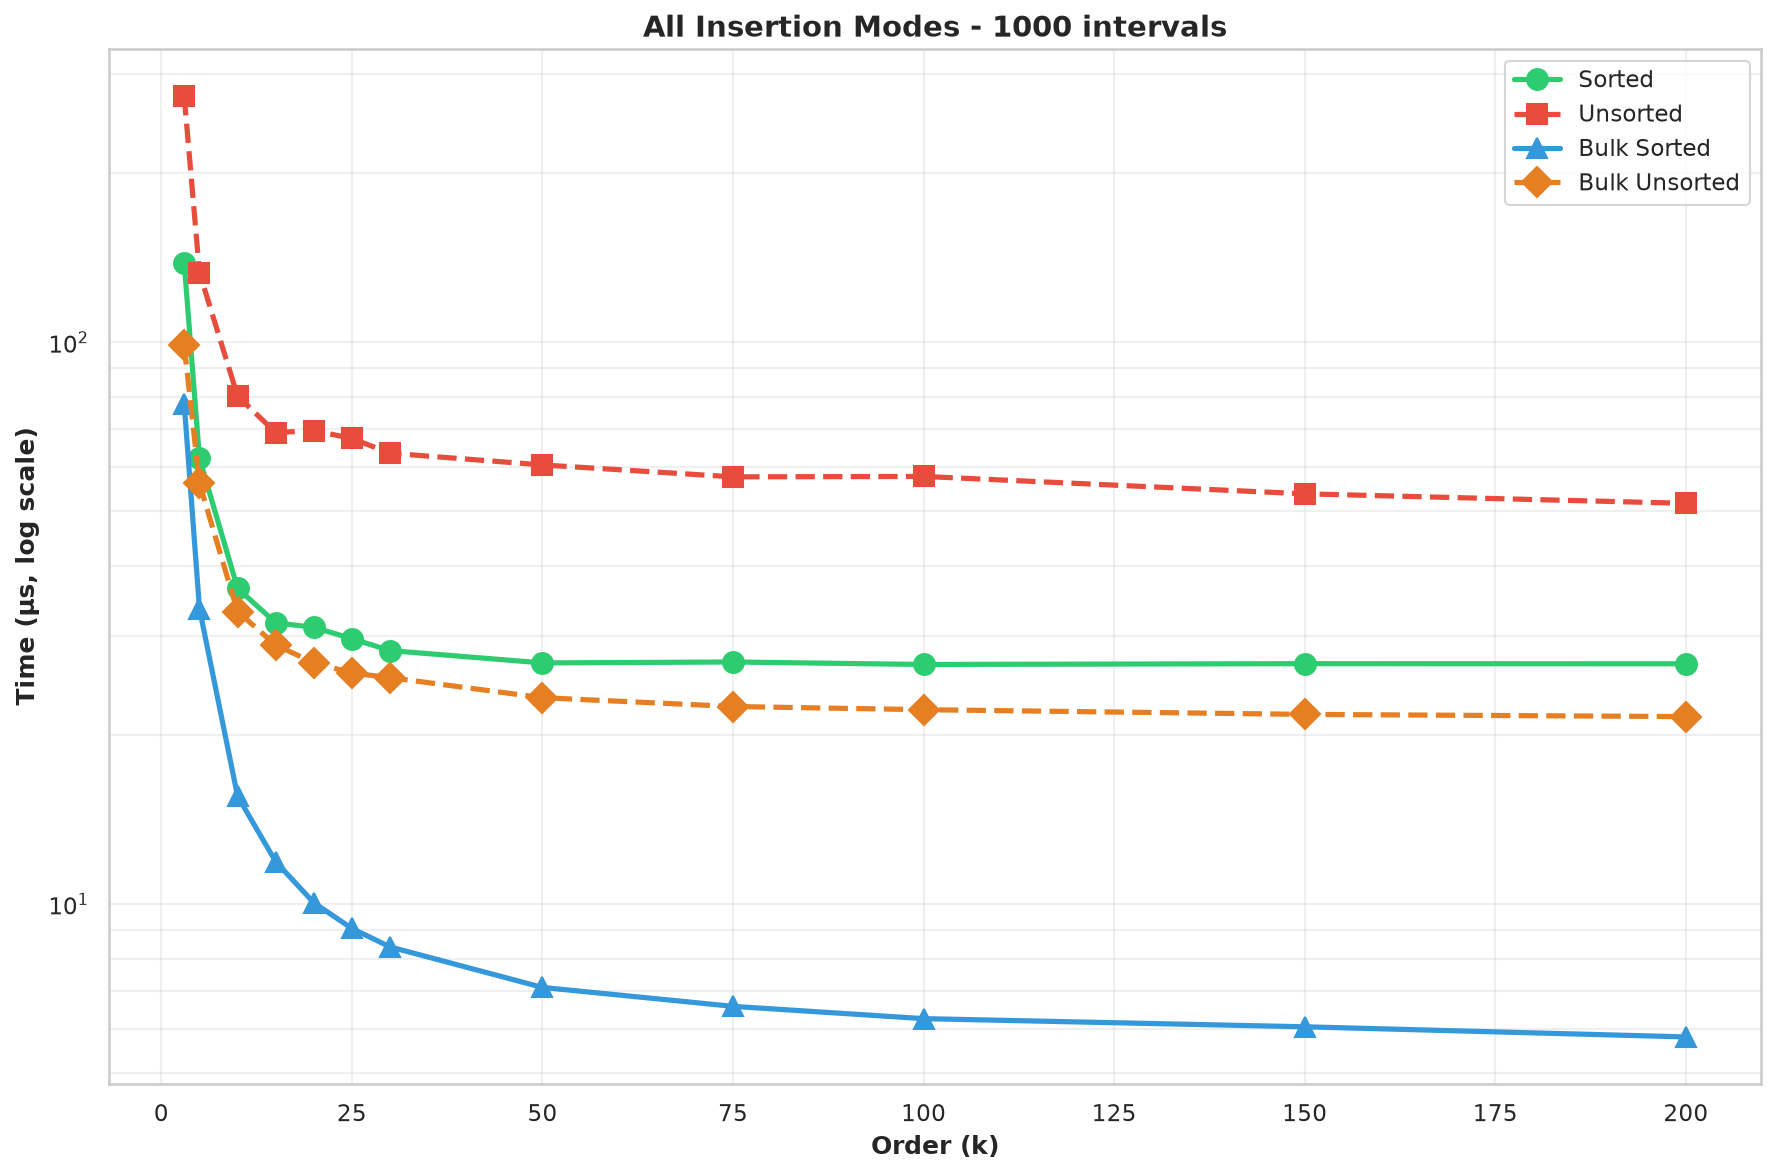 All Insertion Modes - 1000 intervals
Sorted
Unsorted
Bulk Sorted
Bulk Unsorted
Time (µs, log scale)
10²
10¹
0 25 50 75 100 125 150 175 200
Order (k)